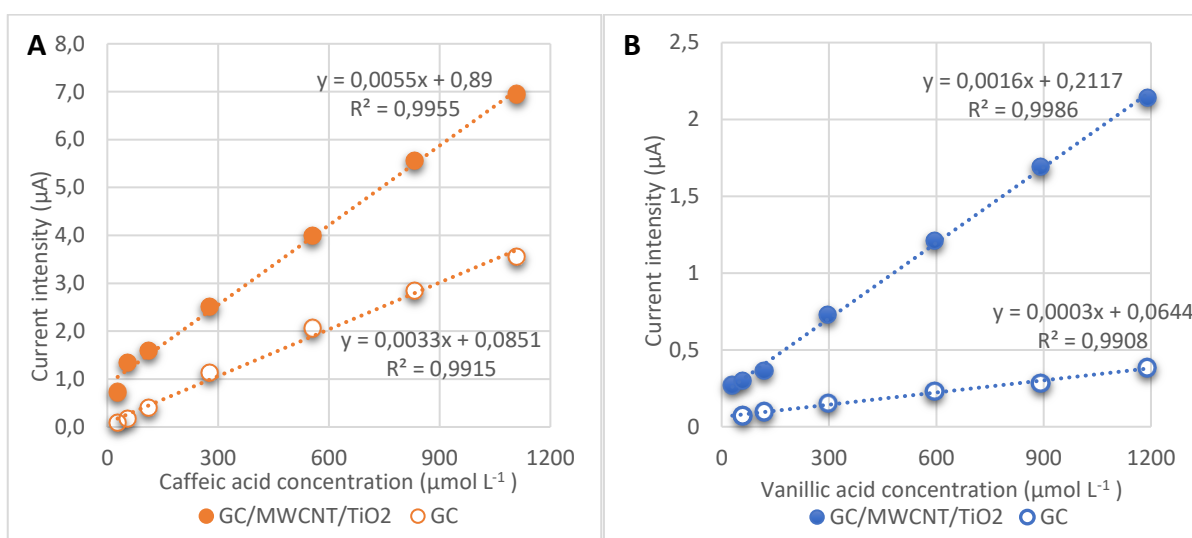 A
Current intensity (µA)
8,0
7,0
6,0
5,0
4,0
3,0
2,0
1,0
0,0
y = 0,0055x + 0,89
R² = 0,9955
y = 0,0033x + 0,0851
R² = 0,9915
0 300 600 900 1200
Caffeic acid concentration (µmol L⁻¹ )
GC/MWCNT/TiO2 GC
B
Current intensity (µA)
2,5
2
1,5
1
0,5
0
y = 0,0016x + 0,2117
R² = 0,9986
y = 0,0003x + 0,0644
R² = 0,9908
0 300 600 900 1200
Vanillic acid concentration (µmol L⁻¹ )
GC/MWCNT/TiO2 GC